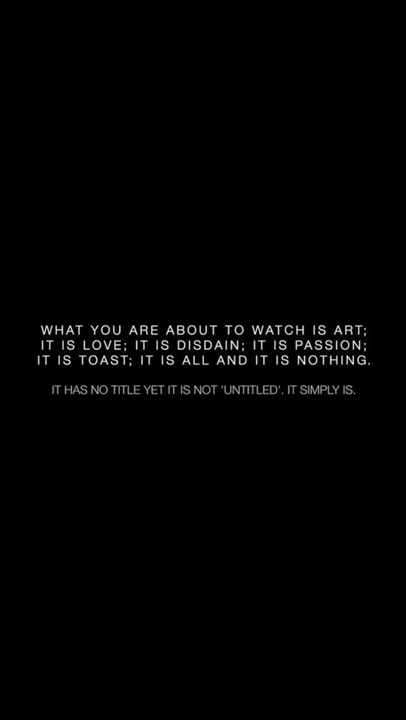 WHAT YOU ARE ABOUT TO WATCH IS ART;
IT IS LOVE; IT IS DISDAIN; IT IS PASSION;
IT IS TOAST; IT IS ALL AND IT IS NOTHING.
IT HAS NO TITLE YET IT IS NOT 'UNTITLED'. IT SIMPLY IS.